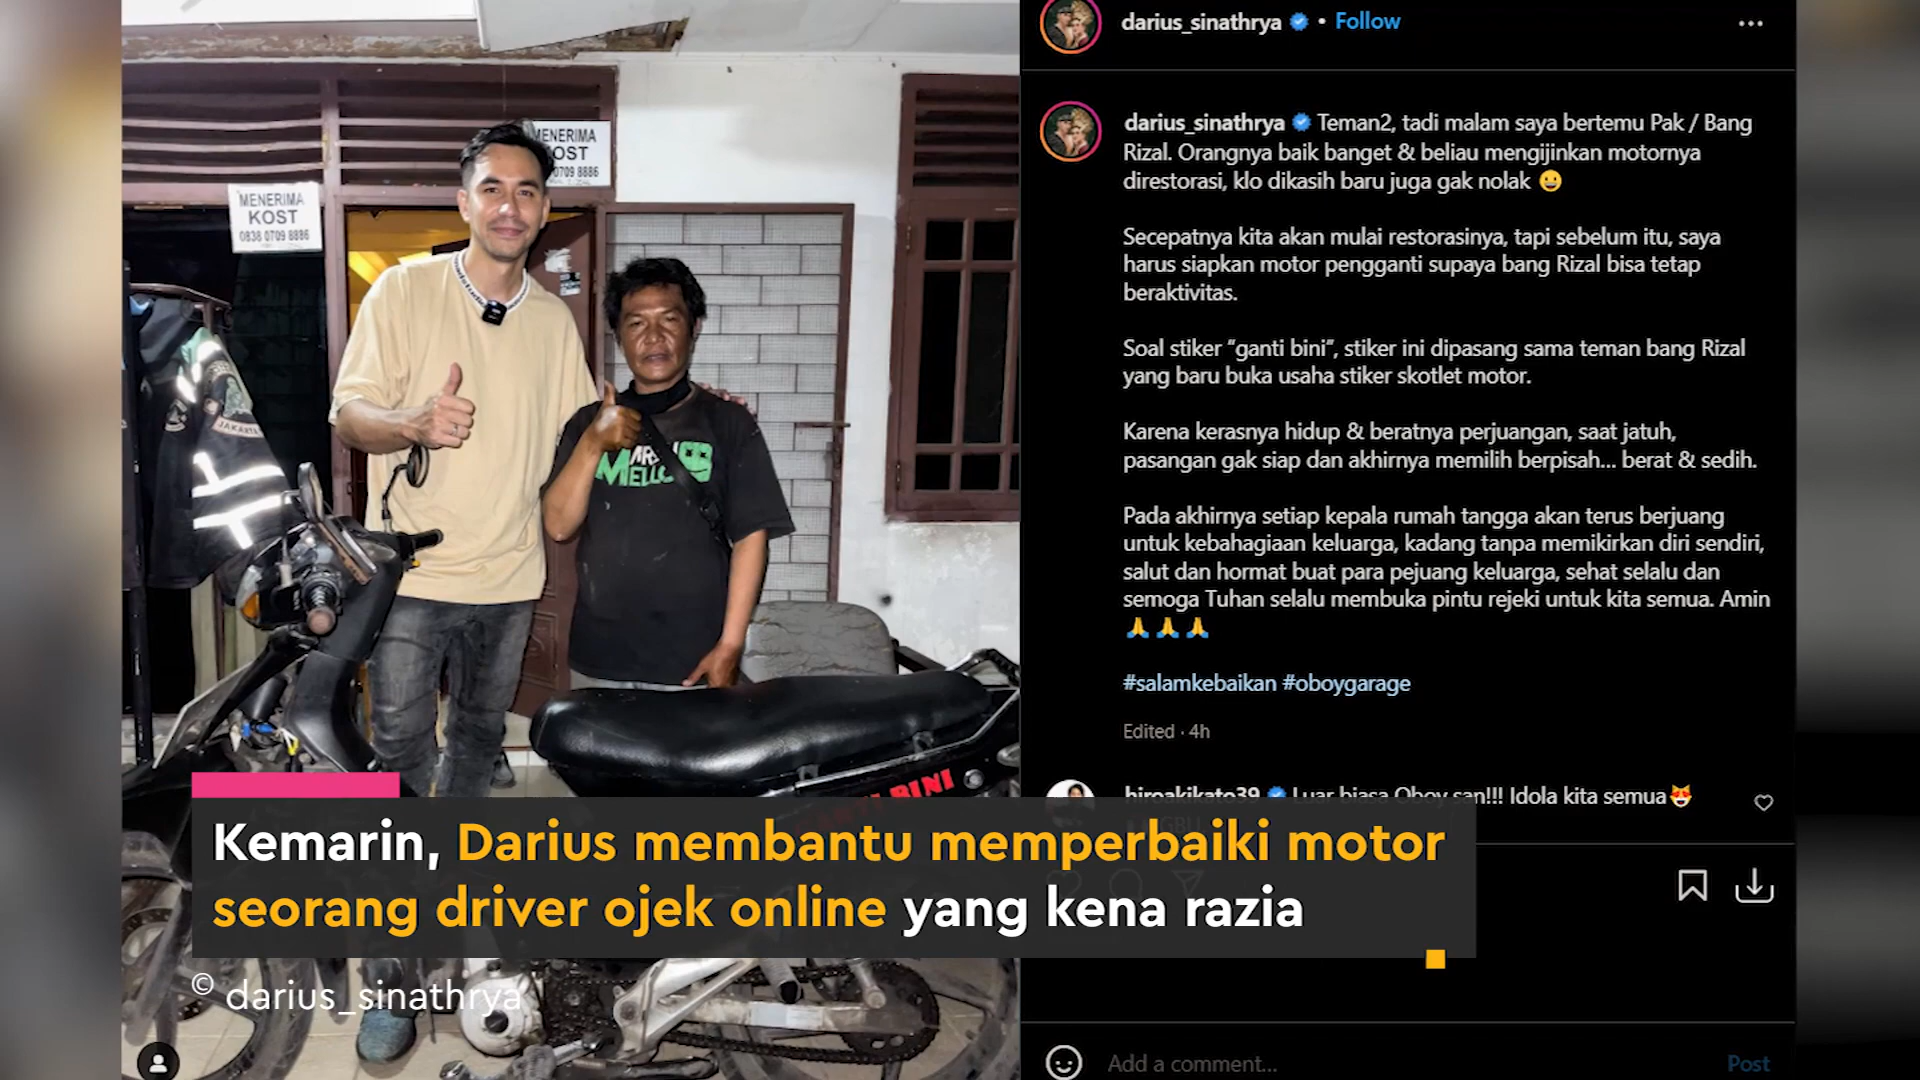 darius_sinathrya • Follow
darius_sinathrya Teman2, tadi malam saya bertemu Pak / Bang
Rizal. Orangnya baik banget & beliau mengijinkan motornya
direstorasi, klo dikasih baru juga gak nolak 😀
Secepatnya kita akan mulai restorasinya, tapi sebelum itu, saya
harus siapkan motor pengganti supaya bang Rizal bisa tetap
beraktivitas.
Soal stiker “ganti bini”, stiker ini dipasang sama teman bang Rizal
yang baru buka usaha stiker skotlet motor.
Karena kerasnya hidup & beratnya perjuangan, saat jatuh,
pasangan gak siap dan akhirnya memilih berpisah... berat & sedih.
Pada akhirnya setiap kepala rumah tangga akan terus berjuang
untuk kebahagiaan keluarga, kadang tanpa memikirkan diri sendiri,
salut dan hormat buat para pejuang keluarga, sehat selalu dan
semoga Tuhan selalu membuka pintu rejeki untuk kita semua. Amin
🙏🙏🙏
#salamkebaikan #oboygarage
Edited · 4h
hiroakikato39 Luar biasa Oboy san!!! Idola kita semua😻
GBU
Add a comment...
Post
MENERIMA
KOST
0838 0709 8886
MENERIMA
KOST
0709 8886
JAKARTA
MELLO
BINI
Kemarin, Darius membantu memperbaiki motor
seorang driver ojek online yang kena razia
© darius_sinathrya